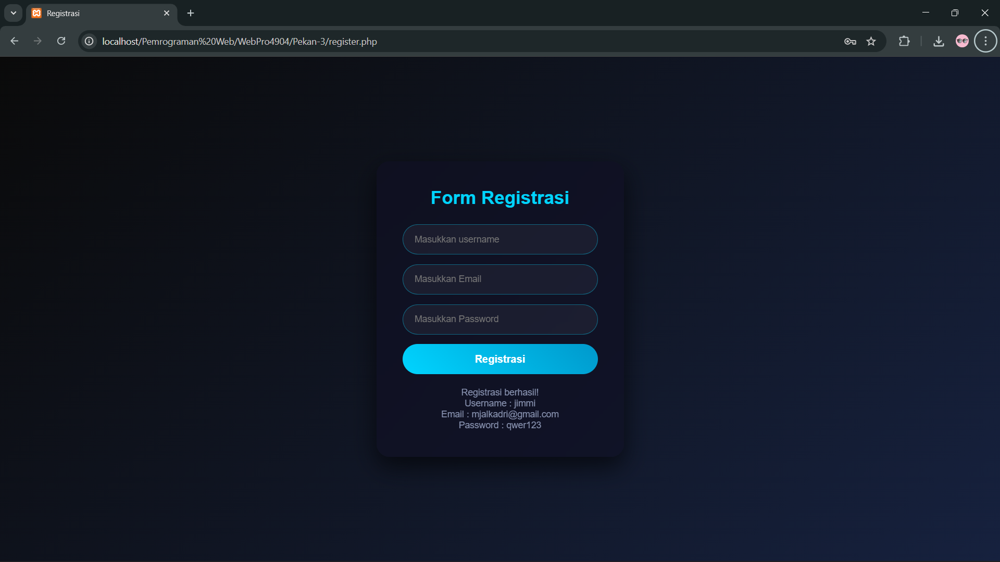 Registrasi
localhost/Pemrograman%20Web/WebPro4904/Pekan-3/register.php
Form Registrasi
Masukkan username
Masukkan Email
Masukkan Password
Registrasi
Registrasi berhasil!
Username : jimmi
Email : mjalkadri@gmail.com
Password : qwer123